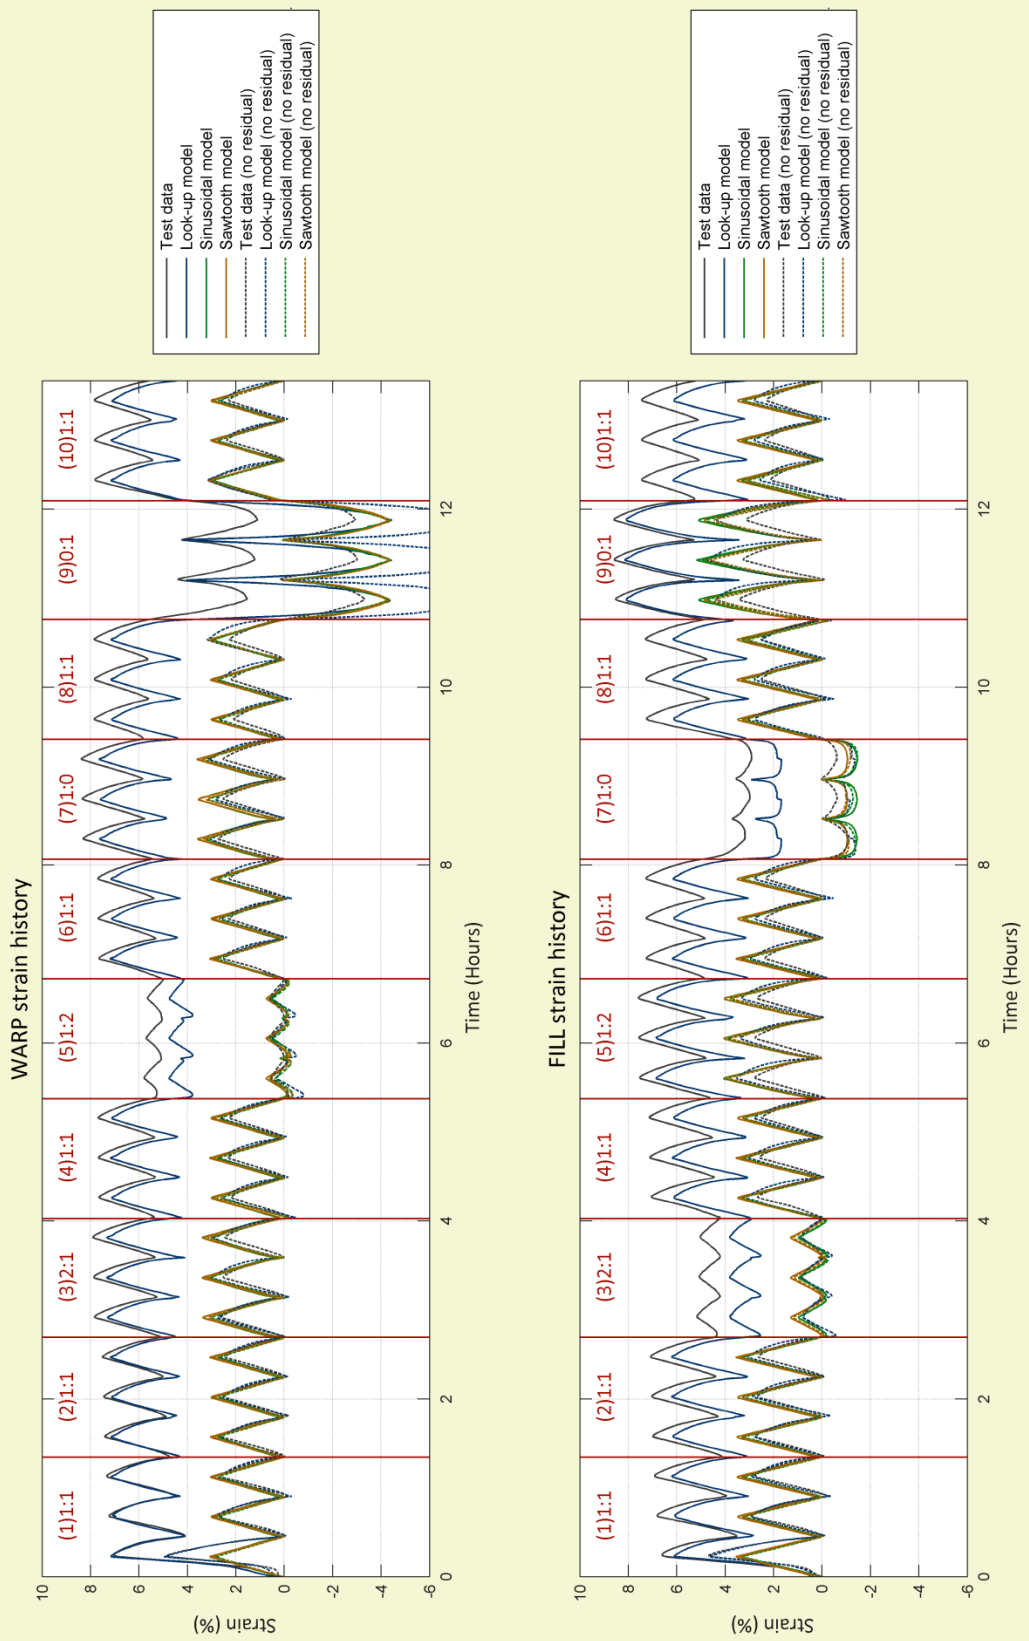 WARP strain history
(1)1:1
(2)1:1
(3)2:1
(4)1:1
(5)1:2
(6)1:1
(7)1:0
(8)1:1
(9)0:1
(10)1:1
10
8
6
4
2
0
-2
-4
-6
Strain (%)
0
2
4
6
8
10
12
Time (Hours)
Test data
Look-up model
Sinusoidal model
Sawtooth model
Test data (no residual)
Look-up model (no residual)
Sinusoidal model (no residual)
Sawtooth model (no residual)
FILL strain history
(1)1:1
(2)1:1
(3)2:1
(4)1:1
(5)1:2
(6)1:1
(7)1:0
(8)1:1
(9)0:1
(10)1:1
10
8
6
4
2
0
-2
-4
-6
Strain (%)
0
2
4
6
8
10
12
Time (Hours)
Test data
Look-up model
Sinusoidal model
Sawtooth model
Test data (no residual)
Look-up model (no residual)
Sinusoidal model (no residual)
Sawtooth model (no residual)